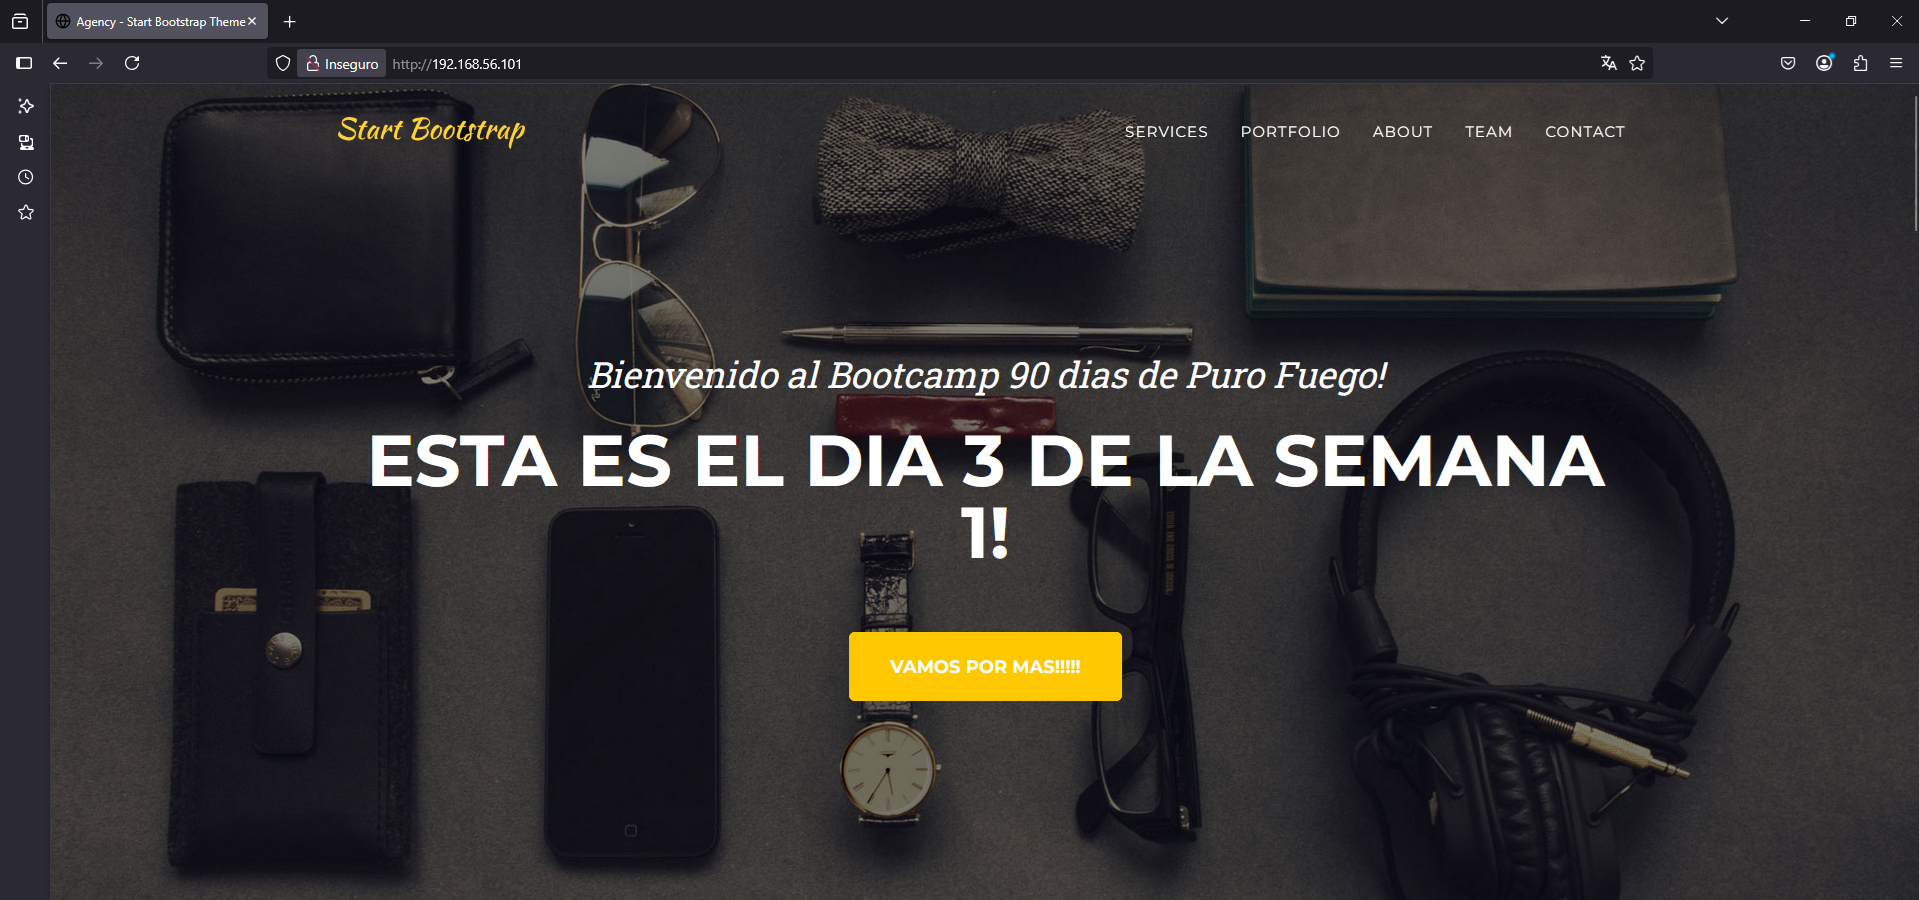 Agency - Start Bootstrap Theme
Inseguro
http://192.168.56.101
Start Bootstrap
SERVICES
PORTFOLIO
ABOUT
TEAM
CONTACT
Bienvenido al Bootcamp 90 dias de Puro Fuego!
ESTA ES EL DIA 3 DE LA SEMANA
1!
VAMOS POR MAS!!!!!